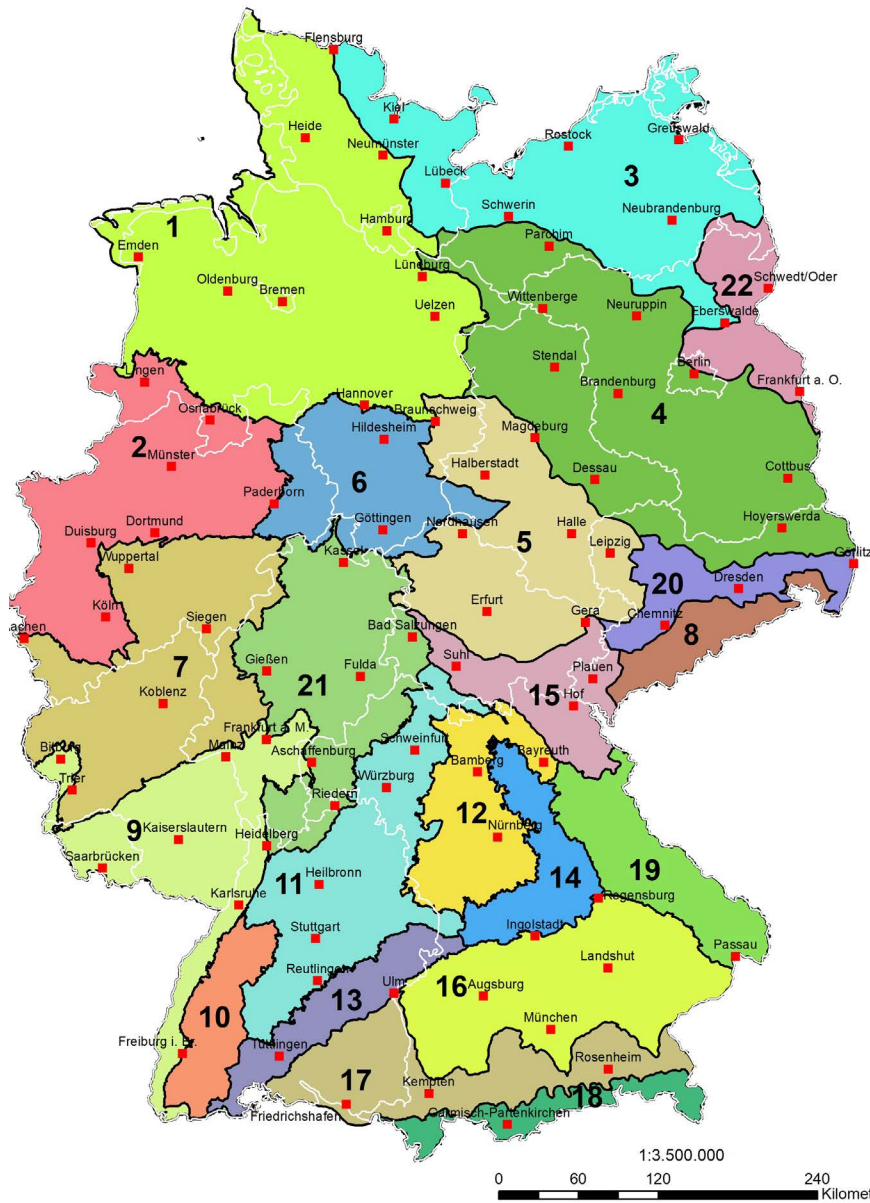 Flensburg
Kiel
Heide
Rostock
Greifswald
Neumünster
Lübeck
3
Schwerin
Neubrandenburg
1
Hamburg
Parchim
Emden
Lüneburg
Oldenburg
Bremen
22
Schwedt/Oder
Wittenberge
Neuruppin
Uelzen
Eberswalde
Stendal
Berlin
Lingen
Brandenburg
Frankfurt a. O.
Hannover
Osnabrück
Braunschweig
4
Hildesheim
Magdeburg
2
Münster
Halberstadt
Dessau
Cottbus
6
Paderborn
Göttingen
Nordhausen
Halle
Hoyerswerda
Duisburg
Dortmund
5
Leipzig
Wuppertal
Kassel
Görlitz
20
Dresden
Köln
Erfurt
Gera
Chemnitz
achen
Siegen
Bad Salzungen
8
7
Suhl
Gießen
Fulda
Plauen
21
15
Koblenz
Hof
Frankfurt a. M.
Bitburg
Mainz
Aschaffenburg
Schweinfurt
Bamberg
Bayreuth
Trier
Würzburg
Riedern
12
9
Kaiserslautern
Heidelberg
Nürnberg
Saarbrücken
19
11
Heilbronn
14
Karlsruhe
Regensburg
Stuttgart
Ingolstadt
Passau
Reutlingen
13
Ulm
16
Augsburg
Landshut
10
München
Freiburg i. Br.
Tuttlingen
Rosenheim
17
Kempten
18
Friedrichshafen
Garmisch-Partenkirchen
1:3.500.000
0 60 120 240
Kilomet